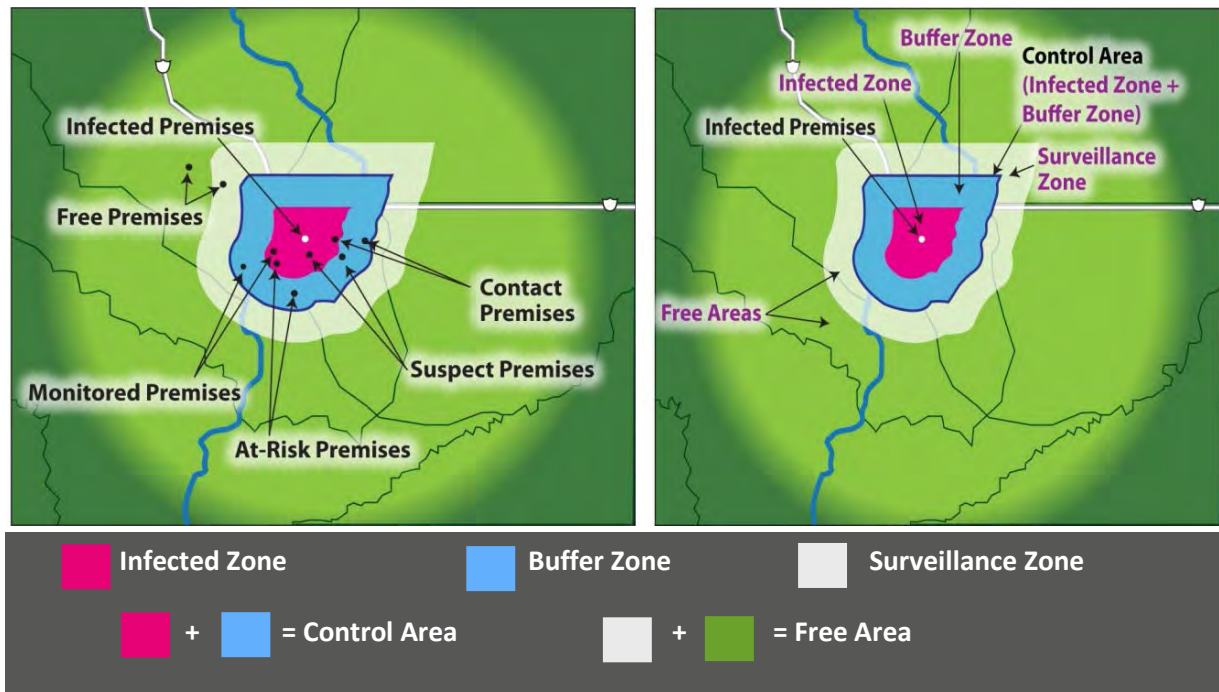 Infected Premises
Free Premises
Contact
Premises
Suspect Premises
Monitored Premises
At-Risk Premises
Buffer Zone
Control Area
(Infected Zone +
Buffer Zone)
Infected Zone
Infected Premises
Surveillance
Zone
Free Areas
Infected Zone
Buffer Zone
Surveillance Zone
+ = Control Area
+ = Free Area